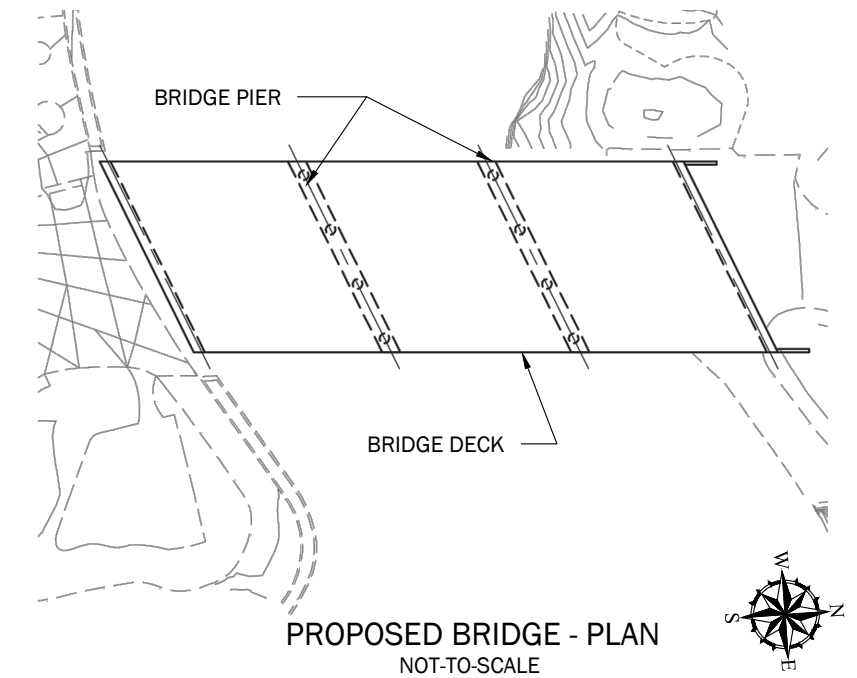 BRIDGE PIER
BRIDGE DECK
PROPOSED BRIDGE - PLAN
NOT-TO-SCALE
W
N
S
E